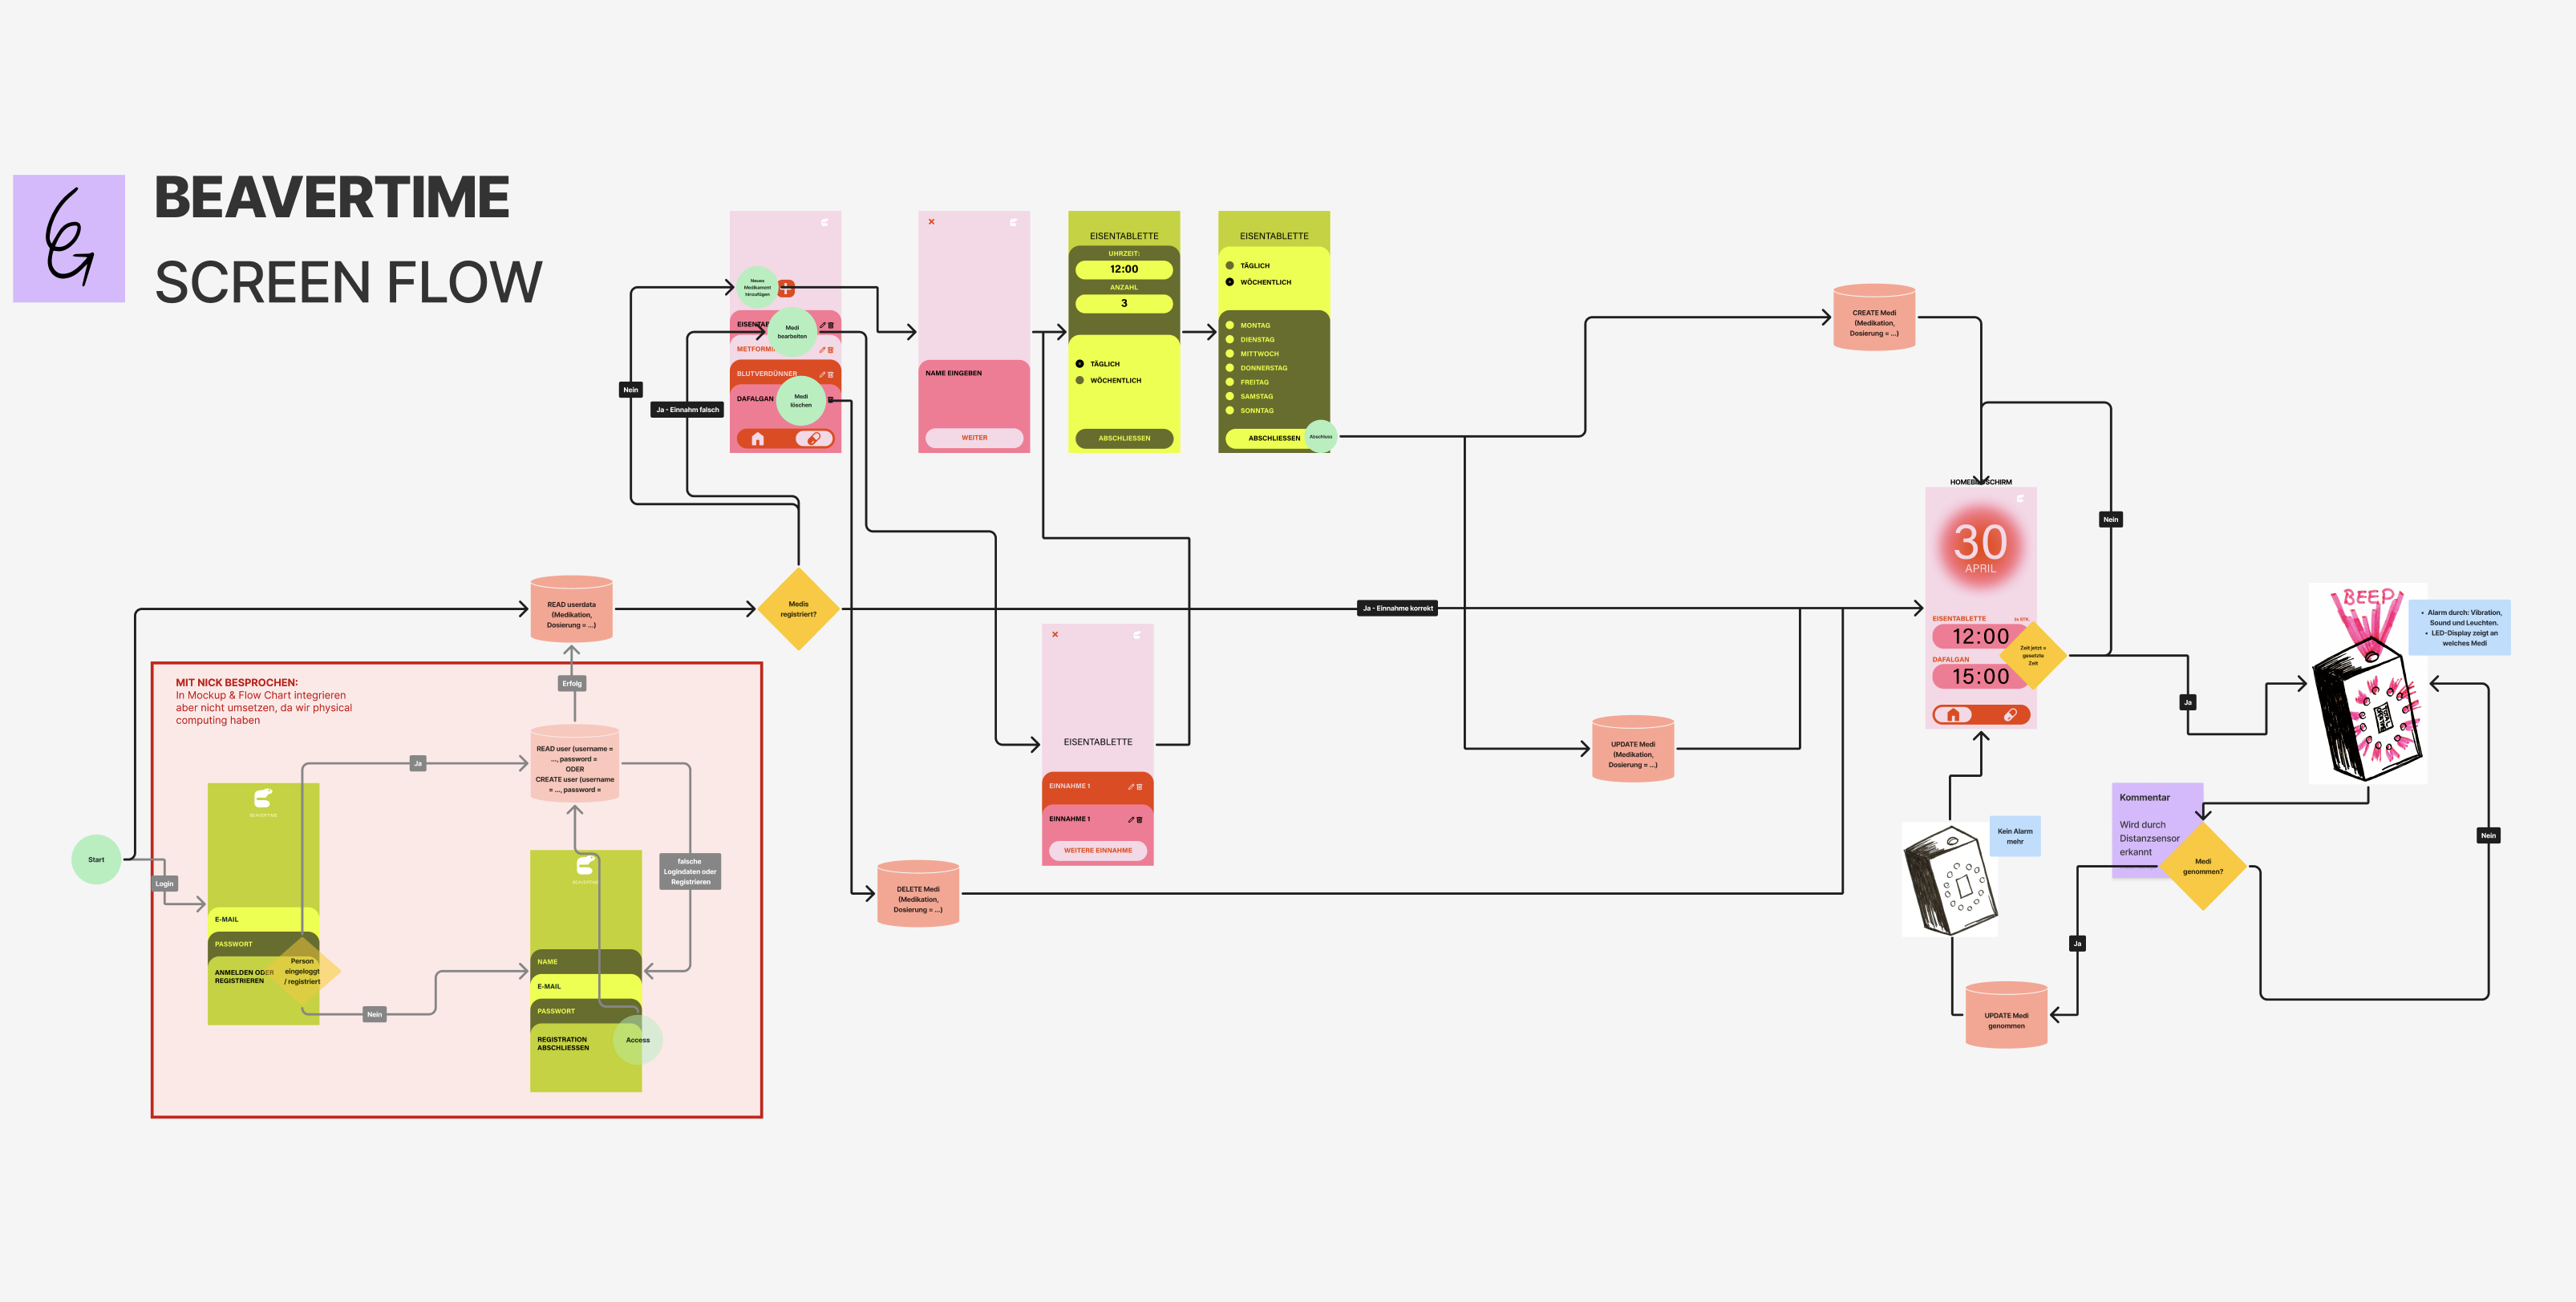 BEAVERTIME
SCREEN FLOW
Neues
Medikament
hinzufügen
EISENTAB
Medi
bearbeiten
METFORMI
BLUTVERDÜNNER
DAFALGAN
Medi
löschen
NAME EINGEBEN
WEITER
EISENTABLETTE
UHRZEIT:
12:00
ANZAHL
3
TÄGLICH
WÖCHENTLICH
ABSCHLIESSEN
EISENTABLETTE
TÄGLICH
WÖCHENTLICH
MONTAG
DIENSTAG
MITTWOCH
DONNERSTAG
FREITAG
SAMSTAG
SONNTAG
ABSCHLIESSEN
Abschluss
Nein
Ja - Einnahm falsch
CREATE Medi
(Medikation,
Dosierung = ...)
READ userdata
(Medikation,
Dosierung = ...)
Medis
registriert?
Ja - Einnahme korrekt
30
APRIL
EISENTABLETTE
12:00
DAFALGAN
15:00
Zeit jetzt =
gesetzte
Zeit
Nein
Ja
BEEP
• Alarm durch: Vibration,
Sound und Leuchten.
• LED-Display zeigt an
welches Medi
EISENTABLETTE
EINNAHME 1
EINNAHME 1
WEITERE EINNAHME
UPDATE Medi
(Medikation,
Dosierung = ...)
DELETE Medi
(Medikation,
Dosierung = ...)
Kommentar
Wird durch
Distanzsensor
erkannt
Medi
genommen?
Nein
Ja
Kein Alarm
mehr
UPDATE Medi
genommen
MIT NICK BESPROCHEN:
In Mockup & Flow Chart integrieren
aber nicht umsetzen, da wir physical
computing haben
Erfolg
READ user (username =
..., password =
ODER
CREATE user (username
= ..., password =
Ja
Start
Login
BEAVERTIME
E-MAIL
PASSWORT
ANMELDEN ODER
REGISTRIEREN
Person
eingeloggt
/ registriert
Nein
falsche
Logindaten oder
Registrieren
BEAVERTIME
NAME
E-MAIL
PASSWORT
REGISTRATION
ABSCHLIESSEN
Access